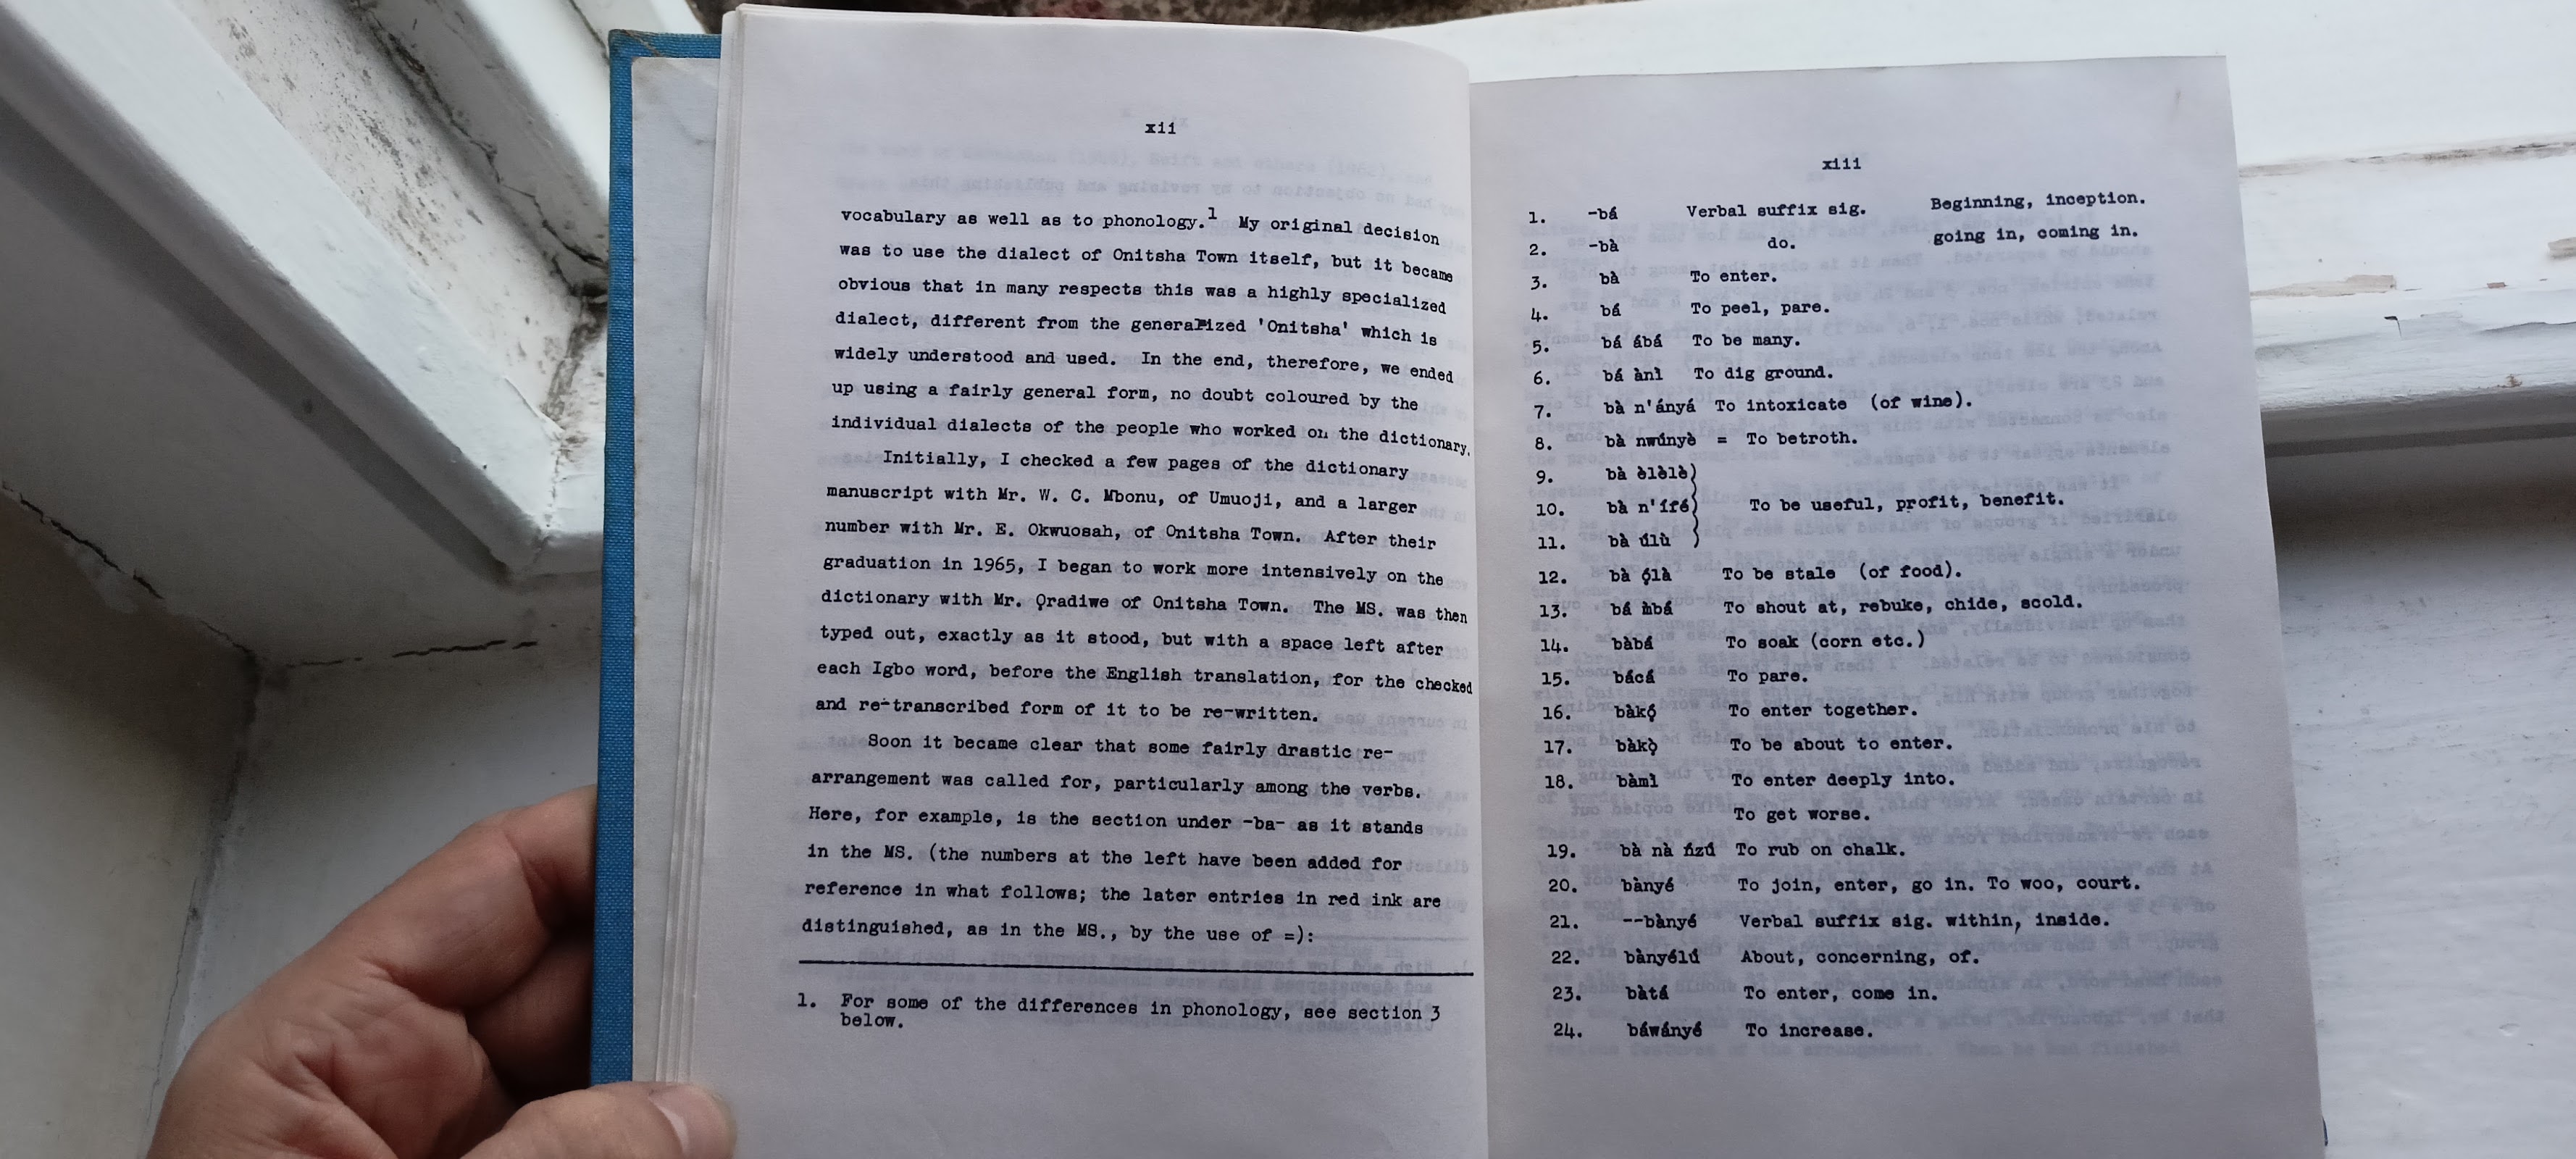 xii
vocabulary as well as to phonology.1 My original decision
was to use the dialect of Onitsha Town itself, but it became
obvious that in many respects this was a highly specialized
dialect, different from the generalized 'Onitsha' which is
widely understood and used. In the end, therefore, we ended
up using a fairly general form, no doubt coloured by the
individual dialects of the people who worked on the dictionary.
Initially, I checked a few pages of the dictionary
manuscript with Mr. W. C. Mbonu, of Umuoji, and a larger
number with Mr. E. Okwuosah, of Onitsha Town. After their
graduation in 1965, I began to work more intensively on the
dictionary with Mr. Ọradiwe of Onitsha Town. The MS. was then
typed out, exactly as it stood, but with a space left after
each Igbo word, before the English translation, for the checked
and re-transcribed form of it to be re-written.
Soon it became clear that some fairly drastic re-
arrangement was called for, particularly among the verbs.
Here, for example, is the section under -ba- as it stands
in the MS. (the numbers at the left have been added for
reference in what follows; the later entries in red ink are
distinguished, as in the MS., by the use of =):
1. For some of the differences in phonology, see section 3
below.
xiii
1. -bá Verbal suffix sig. Beginning, inception.
2. -bà do. going in, coming in.
3. bà To enter.
4. bá To peel, pare.
5. bá ábá To be many.
6. bá ànì To dig ground.
7. bà n'ányá To intoxicate (of wine).
8. bà nwúnyè = To betroth.
9. bà èlèlè)
10. bà n'íré) To be useful, profit, benefit.
11. bà úlù )
12. bà ọ́là To be stale (of food).
13. bá m̀bá To shout at, rebuke, chide, scold.
14. bàbá To soak (corn etc.)
15. bácá To pare.
16. bàkọ́ To enter together.
17. bàkọ̀ To be about to enter.
18. bàmì To enter deeply into.
To get worse.
19. bà nà ńzú To rub on chalk.
20. bànyé To join, enter, go in. To woo, court.
21. --bànyé Verbal suffix sig. within, inside.
22. bànyélú About, concerning, of.
23. bàtá To enter, come in.
24. báwányé To increase.